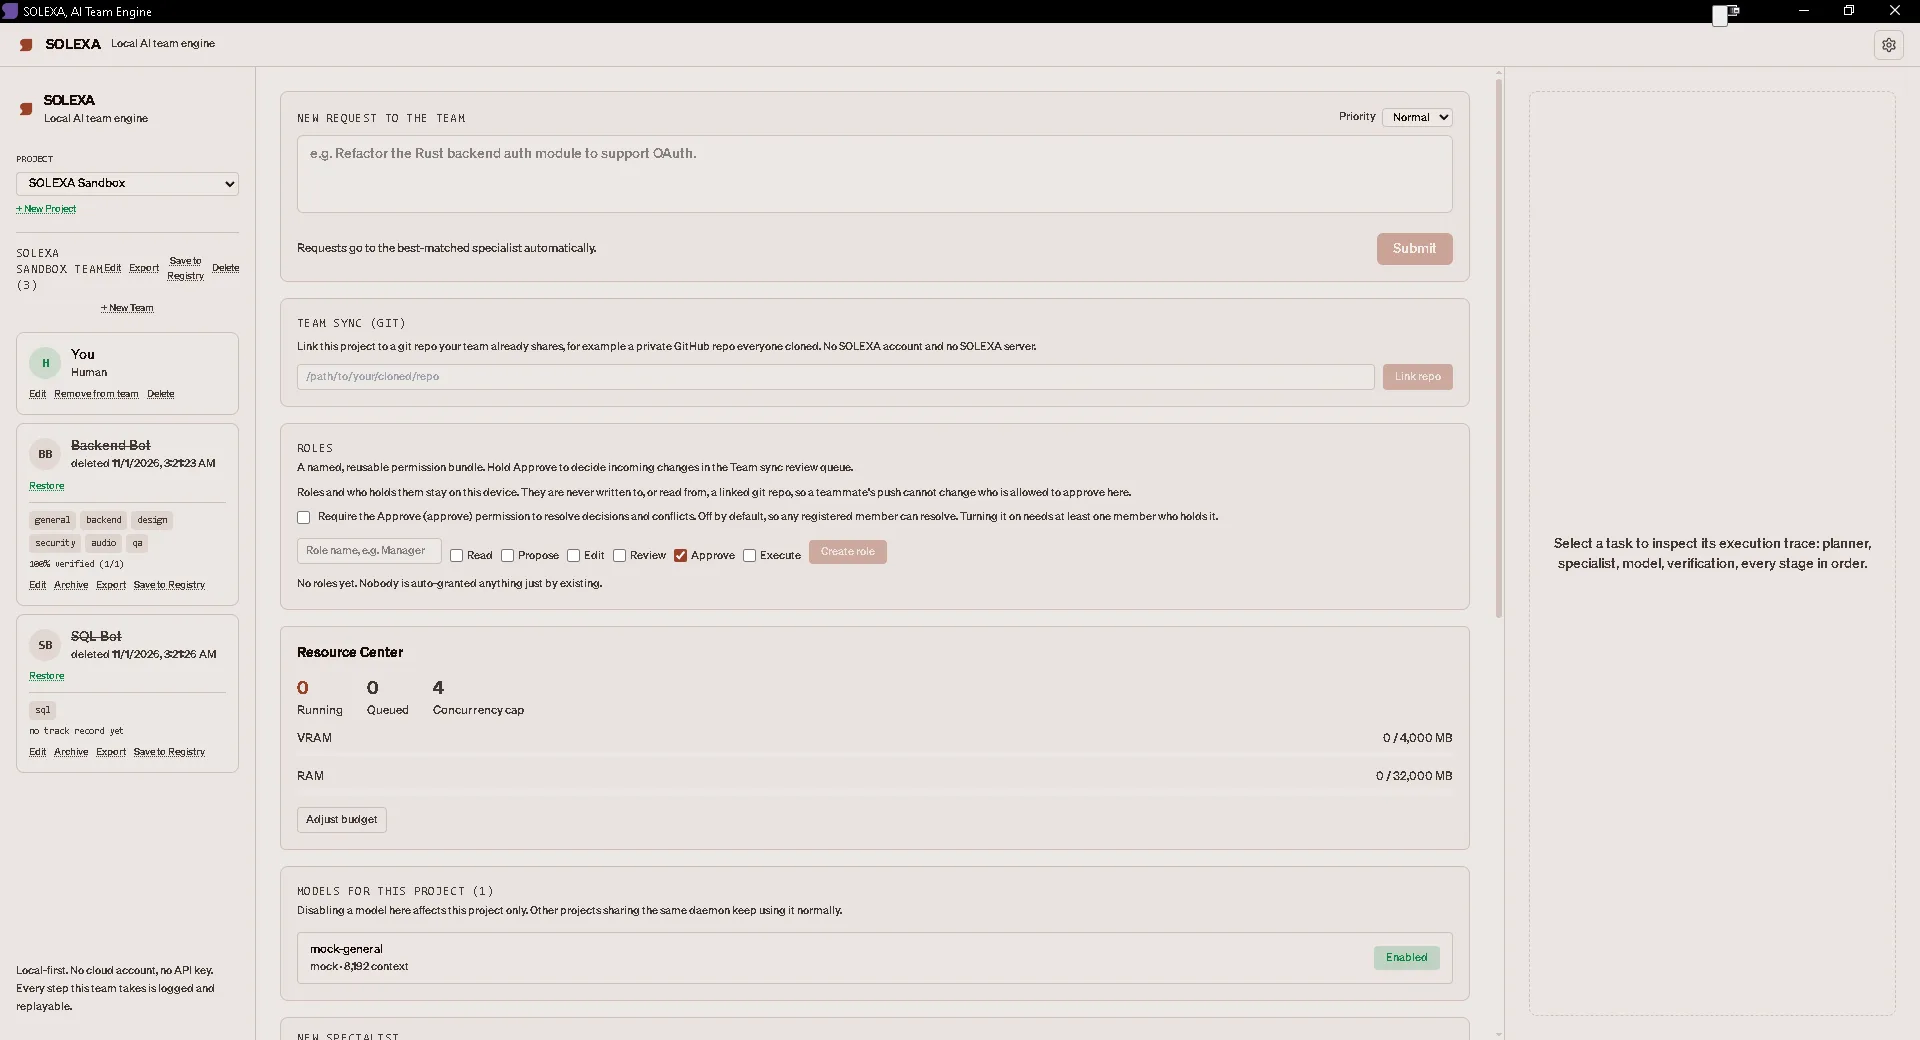 SOLEXA, AI Team Engine
SOLEXA Local AI team engine
SOLEXA
Local AI team engine
PROJECT
SOLEXA Sandbox
+ New Project
SOLEXA SANDBOX TEAM (3)
Edit Export Save to Registry Delete
+ New Team
H
You
Human
Edit Remove from team Delete
BB
Backend Bot
deleted 11/1/2026, 3:21:23 AM
Restore
general backend design
security audio qa
100% verified (1/1)
Edit Archive Export Save to Registry
SB
SQL Bot
deleted 11/1/2026, 3:21:26 AM
Restore
sql
no track record yet
Edit Archive Export Save to Registry
Local-first. No cloud account, no API key.
Every step this team takes is logged and
replayable.
NEW REQUEST TO THE TEAM
Priority Normal
e.g. Refactor the Rust backend auth module to support OAuth.
Requests go to the best-matched specialist automatically.
Submit
TEAM SYNC (GIT)
Link this project to a git repo your team already shares, for example a private GitHub repo everyone cloned. No SOLEXA account and no SOLEXA server.
/path/to/your/cloned/repo
Link repo
ROLES
A named, reusable permission bundle. Hold Approve to decide incoming changes in the Team sync review queue.
Roles and who holds them stay on this device. They are never written to, or read from, a linked git repo, so a teammate's push cannot change who is allowed to approve here.
Require the Approve (approve) permission to resolve decisions and conflicts. Off by default, so any registered member can resolve. Turning it on needs at least one member who holds it.
Role name, e.g. Manager Read Propose Edit Review Approve Execute Create role
No roles yet. Nobody is auto-granted anything just by existing.
Resource Center
0 0 4
Running Queued Concurrency cap
VRAM 0 / 4,000 MB
RAM 0 / 32,000 MB
Adjust budget
MODELS FOR THIS PROJECT (1)
Disabling a model here affects this project only. Other projects sharing the same daemon keep using it normally.
mock-general
mock · 8,192 context
Enabled
NEW SPECIALIST
Select a task to inspect its execution trace: planner,
specialist, model, verification, every stage in order.